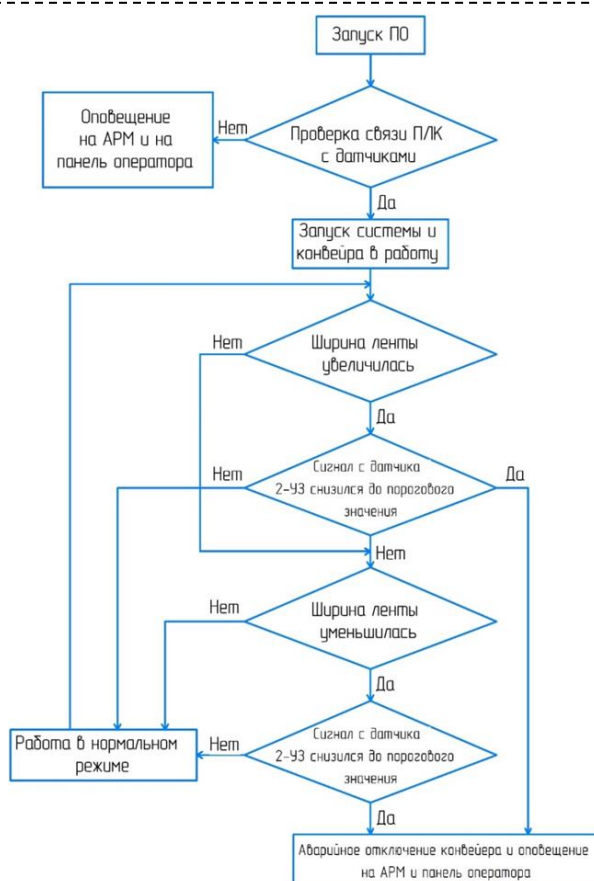 Запуск ПО
Оповещение
на АРМ и на
панель оператора
Нет
Проверка связи ПЛК
с датчиками
Да
Запуск системы и
конвейра в работу
Нет
Ширина ленты
увеличилась
Да
Нет
Сигнал с датчика
2-УЗ снизился до порогового
значения
Да
Нет
Нет
Ширина ленты
уменьшилась
Да
Работа в нормальном
режиме
Нет
Сигнал с датчика
2-УЗ снизился до порогового
значения
Да
Аварийное отключение конвейера и оповещение
на АРМ и панель оператора